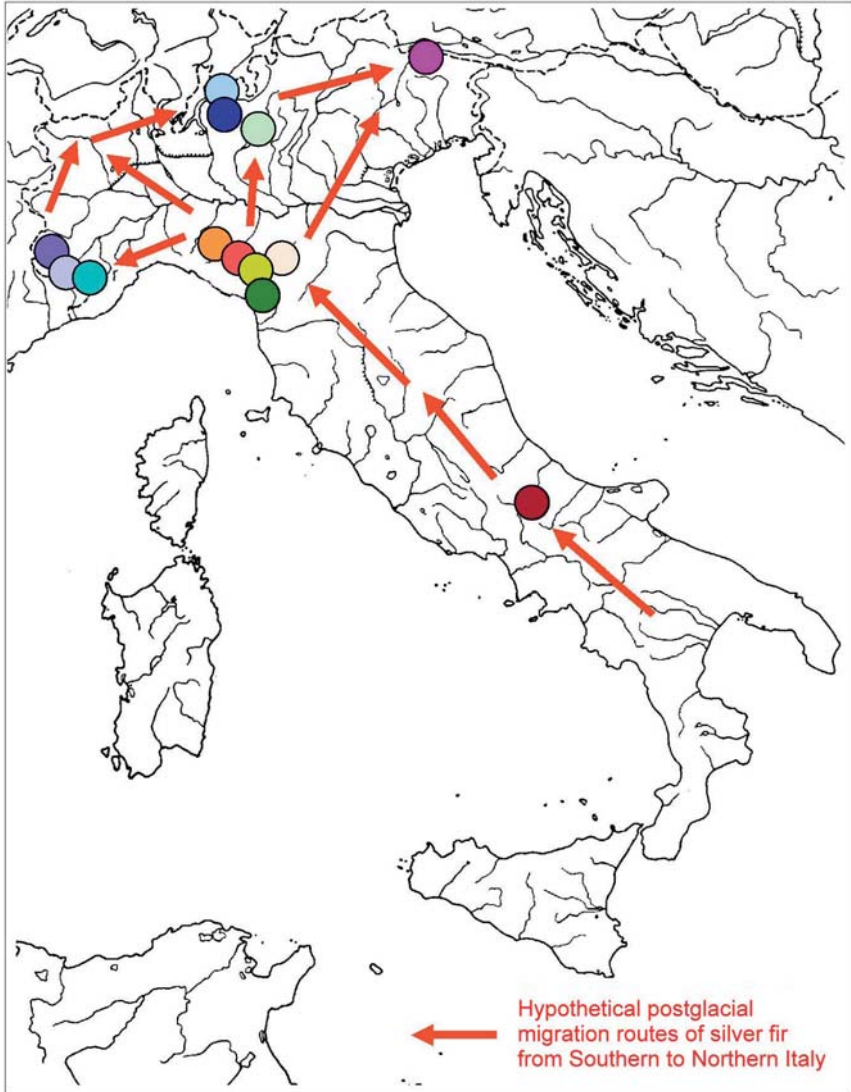 Hypothetical postglacial
migration routes of silver fir
from Southern to Northern Italy